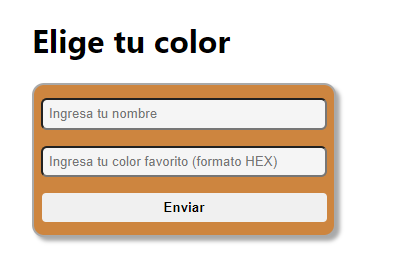 Elige tu color
Ingresa tu nombre
Ingresa tu color favorito (formato HEX)
Enviar